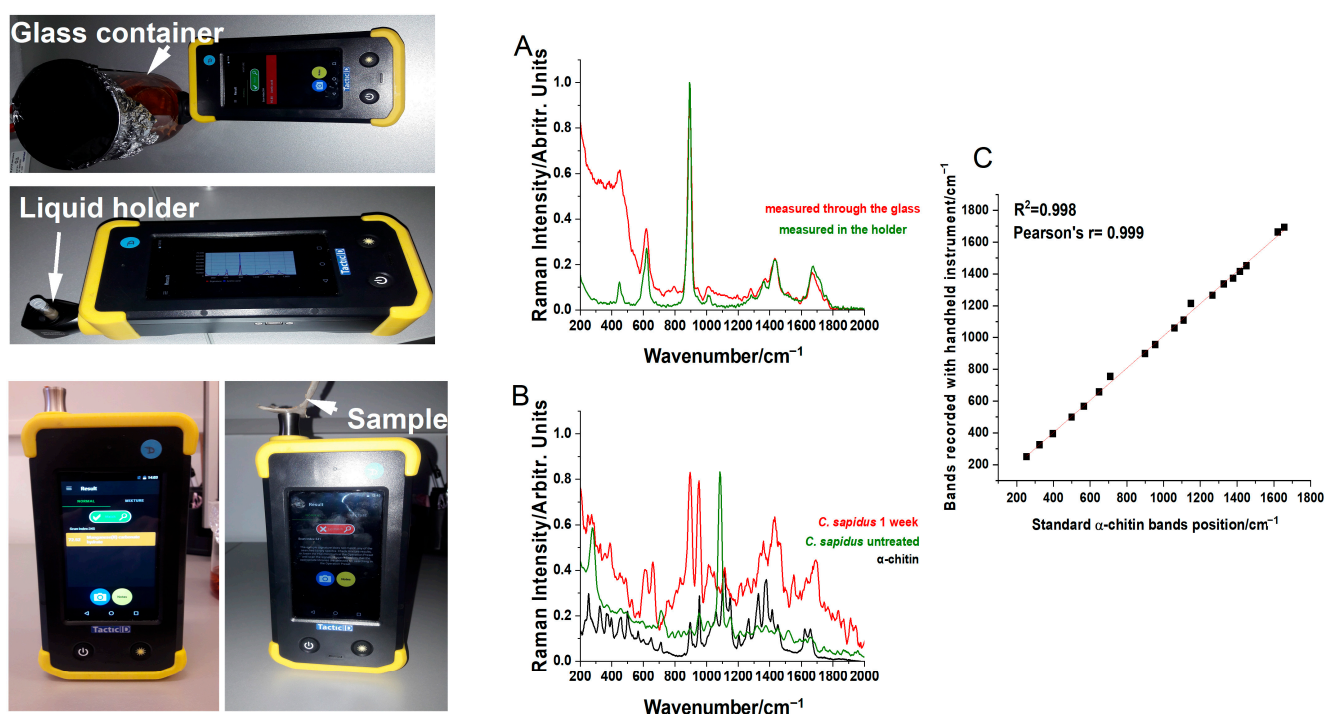 Glass container
Result
TacticID
Liquid holder
Result
TacticID
14:09
Result
NORMAL
MIXTURE
TacticID
Sample
Result
TacticID
A
Raman Intensity/Abritr. Units
1.0
0.8
0.6
0.4
0.2
0.0
measured through the glass
measured in the holder
200 400 600 800 1000 1200 1400 1600 1800 2000
Wavenumber/cm⁻¹
B
Raman Intensity/Arbitr. Units
1.0
0.8
0.6
0.4
0.2
0.0
C. sapidus 1 week
C. sapidus untreated
α-chitin
200 400 600 800 1000 1200 1400 1600 1800 2000
Wavenumber/cm⁻¹
C
Bands recorded with handheld instrument/cm⁻¹
1800
1600
1400
1200
1000
800
600
400
200
R²=0.998
Pearson's r= 0.999
200 400 600 800 1000 1200 1400 1600 1800
Standard α-chitin bands position/cm⁻¹